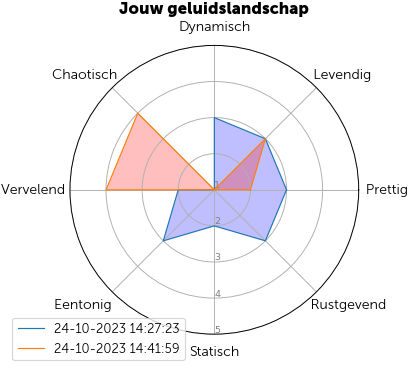 Jouw geluidslandschap
Dynamisch
Chaotisch
Levendig
Vervelend
Prettig
1
2
3
4
5
Eentonig
Rustgevend
Statisch
24-10-2023 14:27:23
24-10-2023 14:41:59